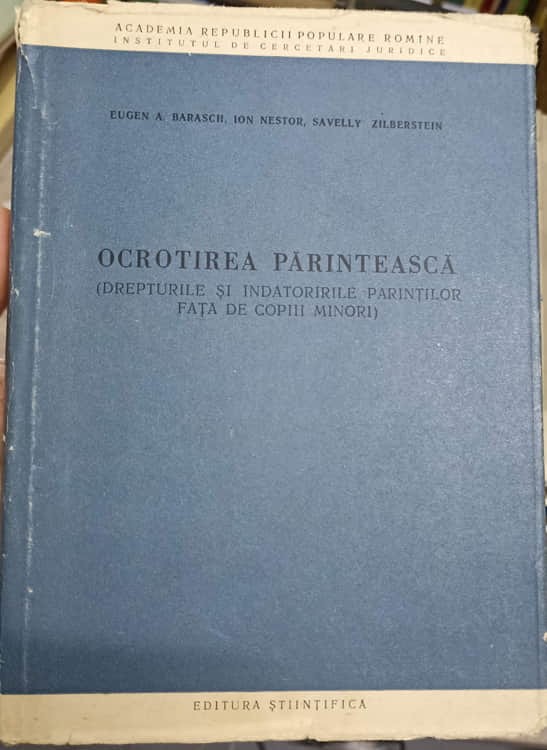 ACADEMIA REPUBLICII POPULARE ROMÎNE
INSTITUTUL DE CERCETĂRI JURIDICE
EUGEN A. BARASCH, ION NESTOR, SAVELLY ZILBERSTEIN
OCROTIREA PĂRINTEASCĂ
(DREPTURILE ȘI INDATORIRILE PĂRINȚILOR
FAȚĂ DE COPIII MINORI)
EDITURA ȘTIINȚIFICĂ